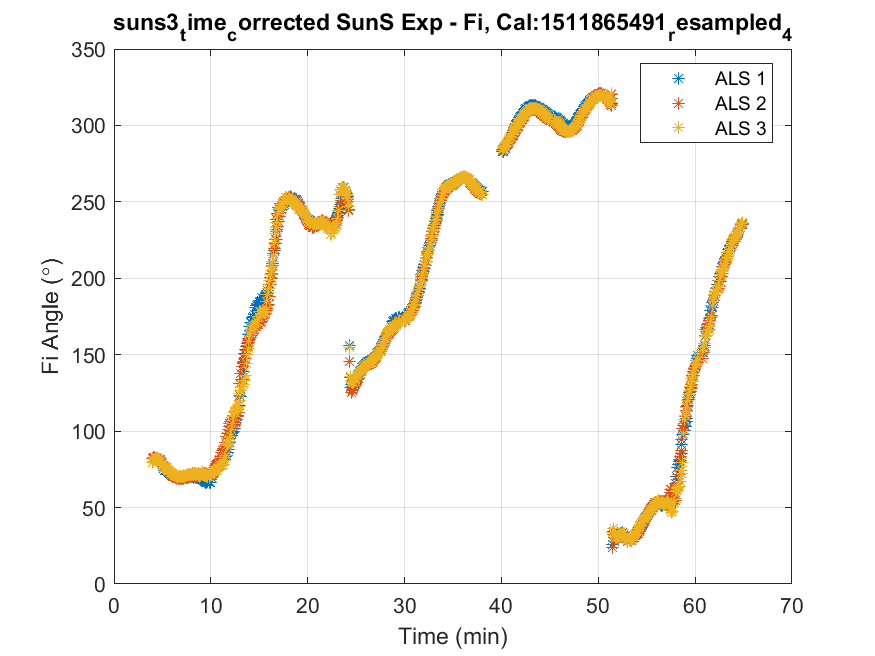 suns3_time_corrected SunS Exp - Fi, Cal:1511865491_resampled_4
350
300
250
200
150
100
50
0
0 10 20 30 40 50 60 70
Fi Angle (°)
Time (min)
ALS 1
ALS 2
ALS 3